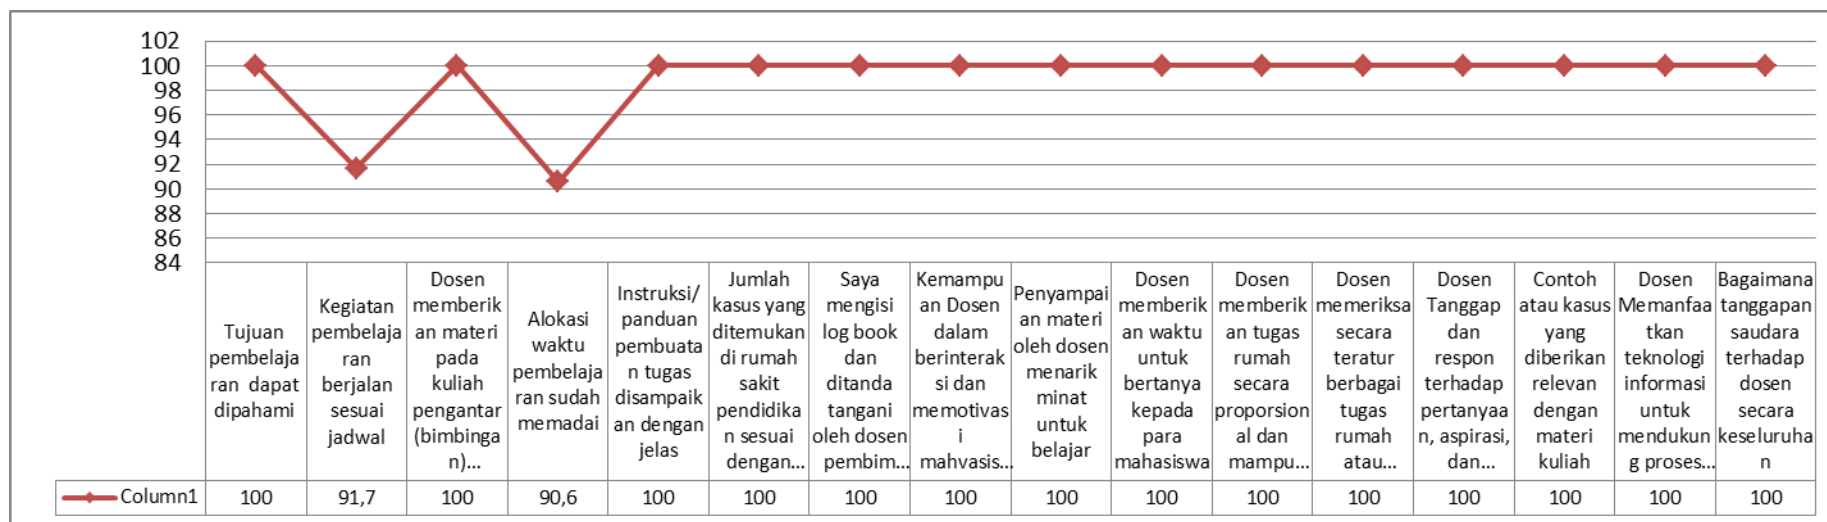 102
100
98
96
94
92
90
88
86
84
Tujuan
pembelaja
ran dapat
dipahami
Kegiatan
pembelaja
ran
berjalan
sesuai
jadwal
Dosen
memberik
an materi
pada
kuliah
pengantar
(bimbinga
n)...
Alokasi
waktu
pembelaja
ran sudah
memadai
Instruksi/
panduan
pembuata
n tugas
disampaik
an dengan
jelas
Jumlah
kasus yang
ditemukan
di rumah
sakit
pendidika
n sesuai
dengan...
Saya
mengisi
log book
dan
ditanda
tangani
oleh dosen
pembim...
Kemampu
an Dosen
dalam
berinterak
si dan
memotivas
i
mahvasis...
Penyampai
an materi
oleh dosen
menarik
minat
untuk
belajar
Dosen
memberik
an waktu
untuk
bertanya
kepada
para
mahasiswa
Dosen
memberik
an tugas
rumah
secara
proporsion
al dan
mampu...
Dosen
memeriksa
secara
teratur
berbagai
tugas
rumah
atau...
Dosen
Tanggap
dan
respon
terhadap
pertanyaa
n, aspirasi,
dan...
Contoh
atau kasus
yang
diberikan
relevan
dengan
materi
kuliah
Dosen
Memanfaa
tkan
teknologi
informasi
untuk
mendukun
g proses...
Bagaimana
tanggapan
saudara
terhadap
dosen
secara
keseluruha
n
Column1 100 91,7 100 90,6 100 100 100 100 100 100 100 100 100 100 100 100